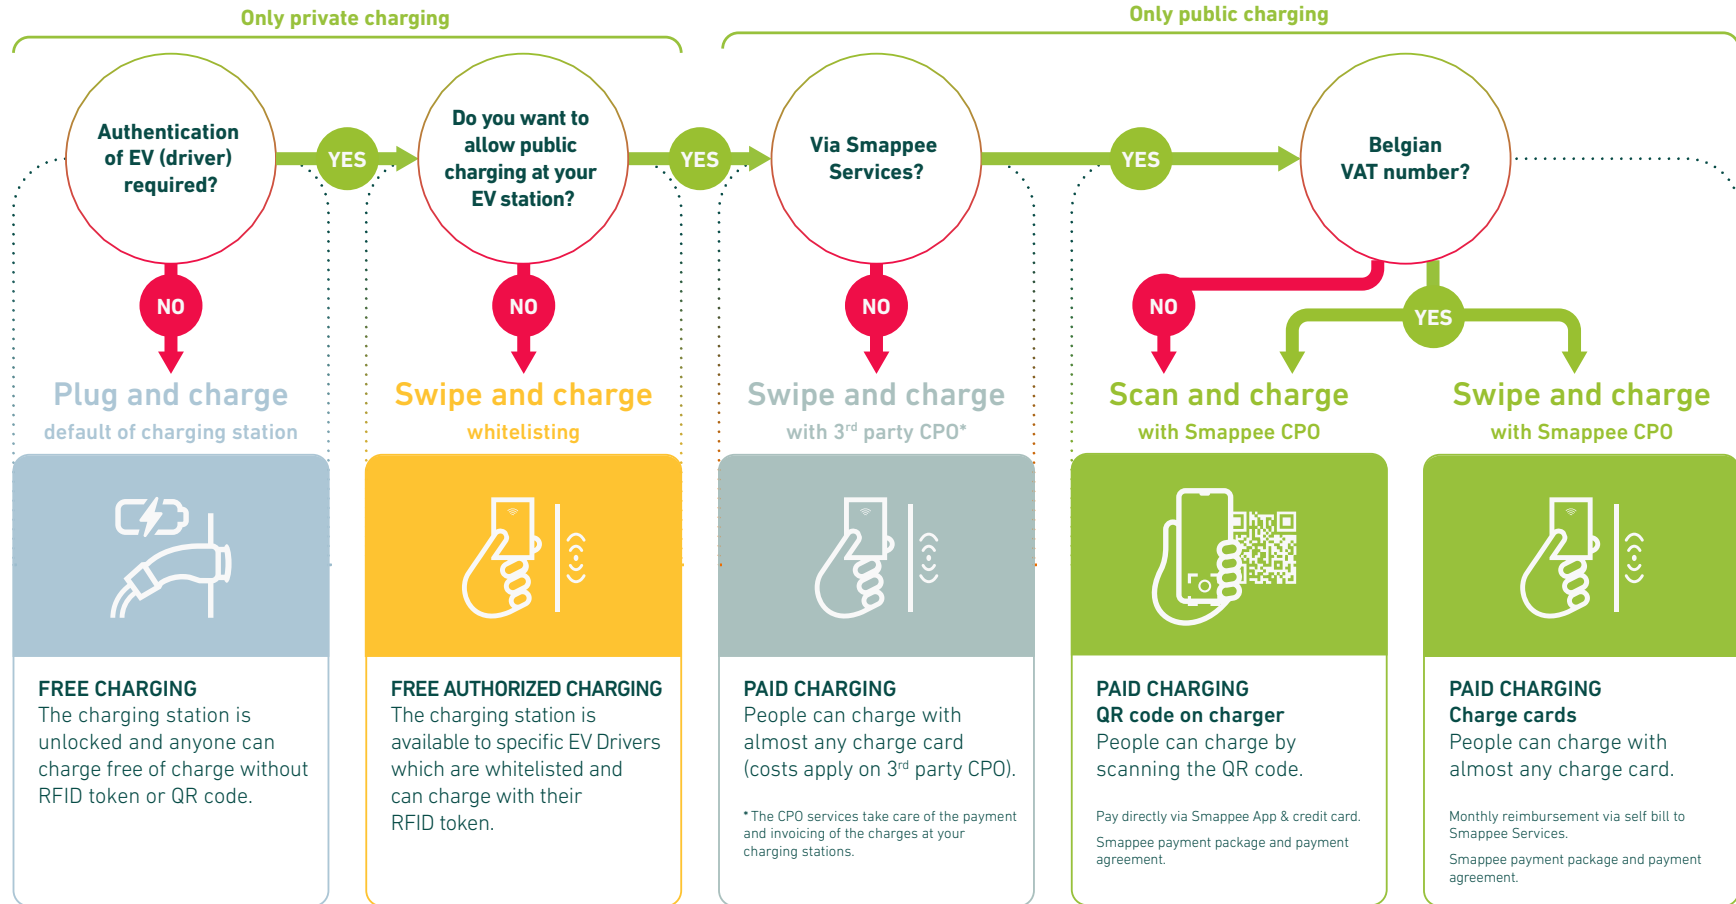 Only private charging
Only public charging
Authentication
of EV (driver)
required?
YES
Do you want to
allow public
charging at your
EV station?
YES
Via Smappee
Services?
YES
Belgian
VAT number?
NO
NO
NO
NO
YES
Plug and charge
default of charging station
Swipe and charge
whitelisting
Swipe and charge
with 3rd party CPO*
Scan and charge
with Smappee CPO
Swipe and charge
with Smappee CPO
FREE CHARGING
The charging station is
unlocked and anyone can
charge free of charge without
RFID token or QR code.
FREE AUTHORIZED CHARGING
The charging station is
available to specific EV Drivers
which are whitelisted and
can charge with their
RFID token.
PAID CHARGING
People can charge with
almost any charge card
(costs apply on 3rd party CPO).
* The CPO services take care of the payment
and invoicing of the charges at your
charging stations.
PAID CHARGING
QR code on charger
People can charge by
scanning the QR code.
Pay directly via Smappee App & credit card.
Smappee payment package and payment
agreement.
PAID CHARGING
Charge cards
People can charge with
almost any charge card.
Monthly reimbursement via self bill to
Smappee Services.
Smappee payment package and payment
agreement.